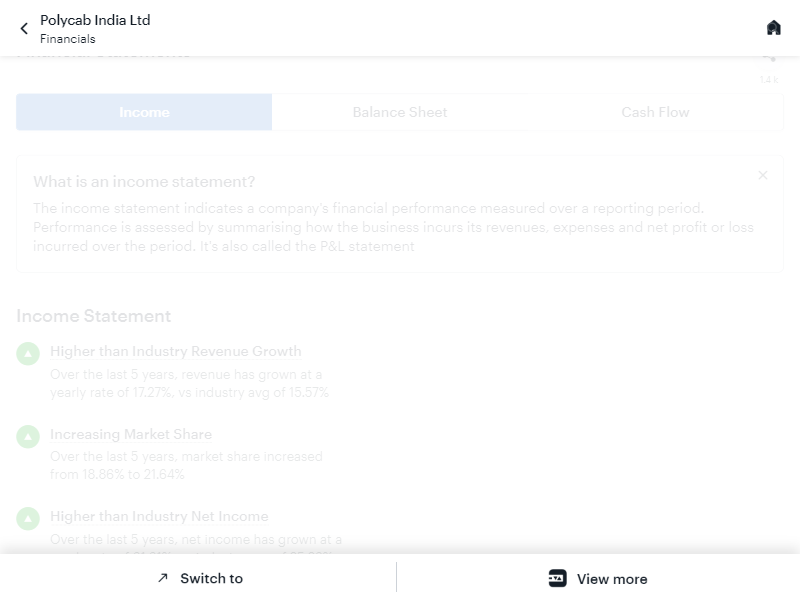 Polycab India Ltd
Financials
Financial Statements
1.4 k
Income
Balance Sheet
Cash Flow
What is an income statement?
The income statement indicates a company's financial performance measured over a reporting period.
Performance is assessed by summarising how the business incurs its revenues, expenses and net profit or loss
incurred over the period. It's also called the P&L statement
Income Statement
Higher than Industry Revenue Growth
Over the last 5 years, revenue has grown at a
yearly rate of 17.27%, vs industry avg of 15.57%
Increasing Market Share
Over the last 5 years, market share increased
from 18.86% to 21.64%
Higher than Industry Net Income
Over the last 5 years, net income has grown at a
Switch to
View more